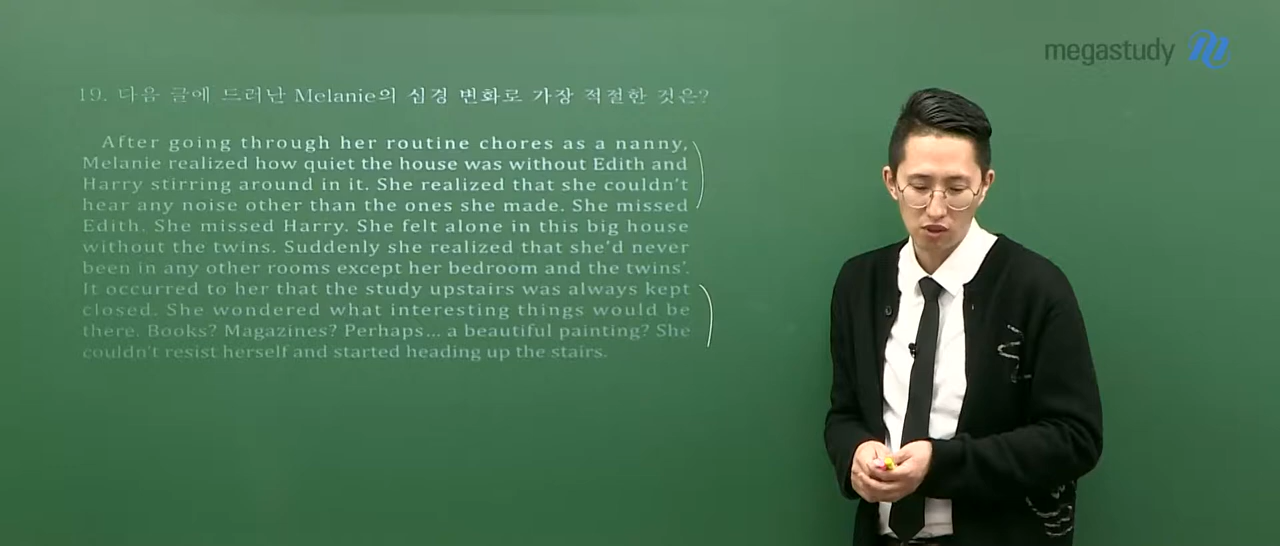 megastudy
19. 다음 글에 드러난 Melanie의 심경 변화로 가장 적절한 것은?
After going through her routine chores as a nanny,
Melanie realized how quiet the house was without Edith and
Harry stirring around in it. She realized that she couldn't
hear any noise other than the ones she made. She missed
Edith. She missed Harry. She felt alone in this big house
without the twins. Suddenly she realized that she'd never
been in any other rooms except her bedroom and the twins'.
It occurred to her that the study upstairs was always kept
closed. She wondered what interesting things would be
there. Books? Magazines? Perhaps... a beautiful painting? She
couldn't resist herself and started heading up the stairs.